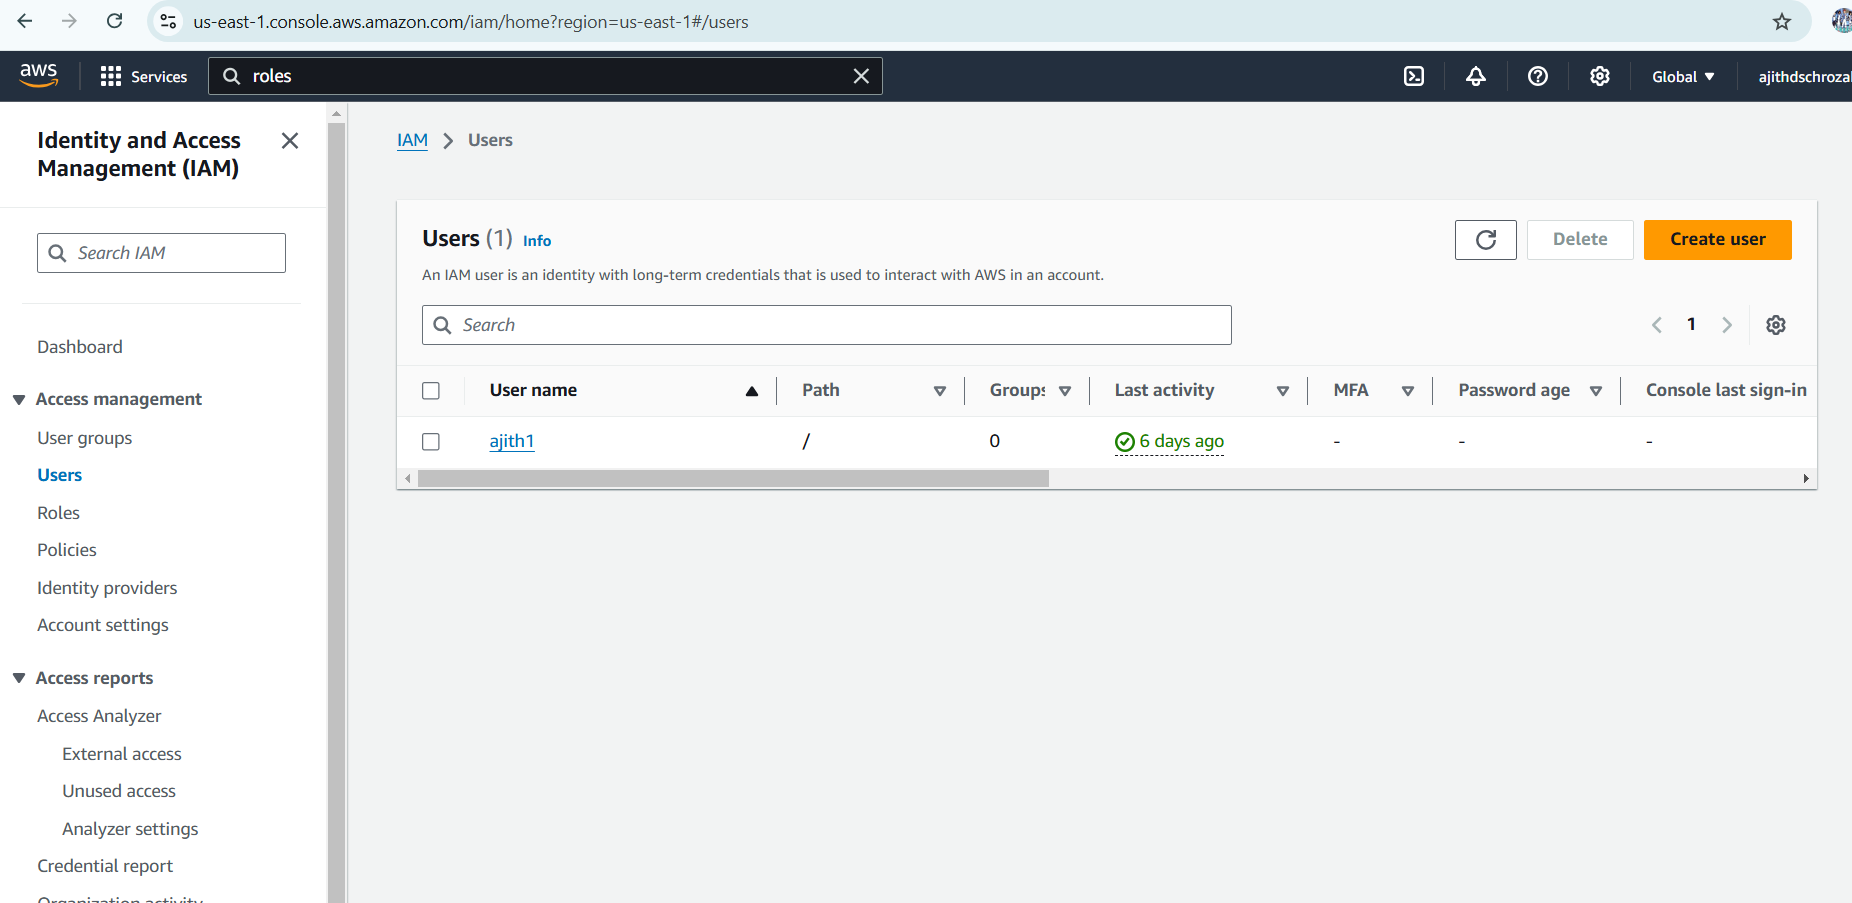 us-east-1.console.aws.amazon.com/iam/home?region=us-east-1#/users
aws
Services
roles
Global
ajithdschroza
Identity and Access
Management (IAM)
Search IAM
Dashboard
Access management
User groups
Users
Roles
Policies
Identity providers
Account settings
Access reports
Access Analyzer
External access
Unused access
Analyzer settings
Credential report
Organization activity
IAM > Users
Users (1) Info
Delete
Create user
An IAM user is an identity with long-term credentials that is used to interact with AWS in an account.
Search
1
User name Path Groups Last activity MFA Password age Console last sign-in
ajith1 / 0 6 days ago - - -